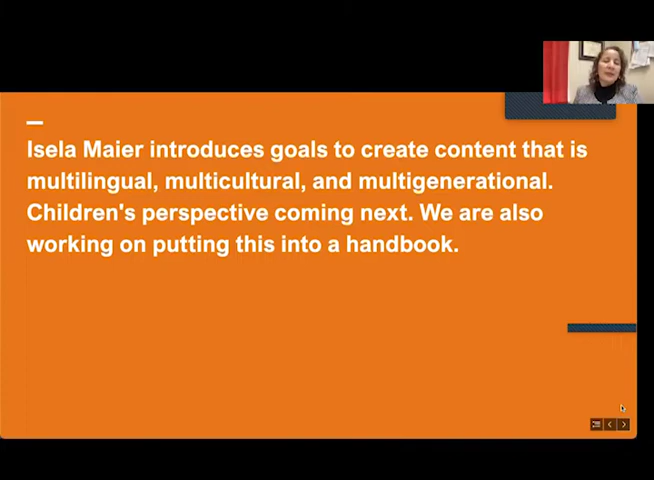 Isela Maier introduces goals to create content that is
multilingual, multicultural, and multigenerational.
Children's perspective coming next. We are also
working on putting this into a handbook.